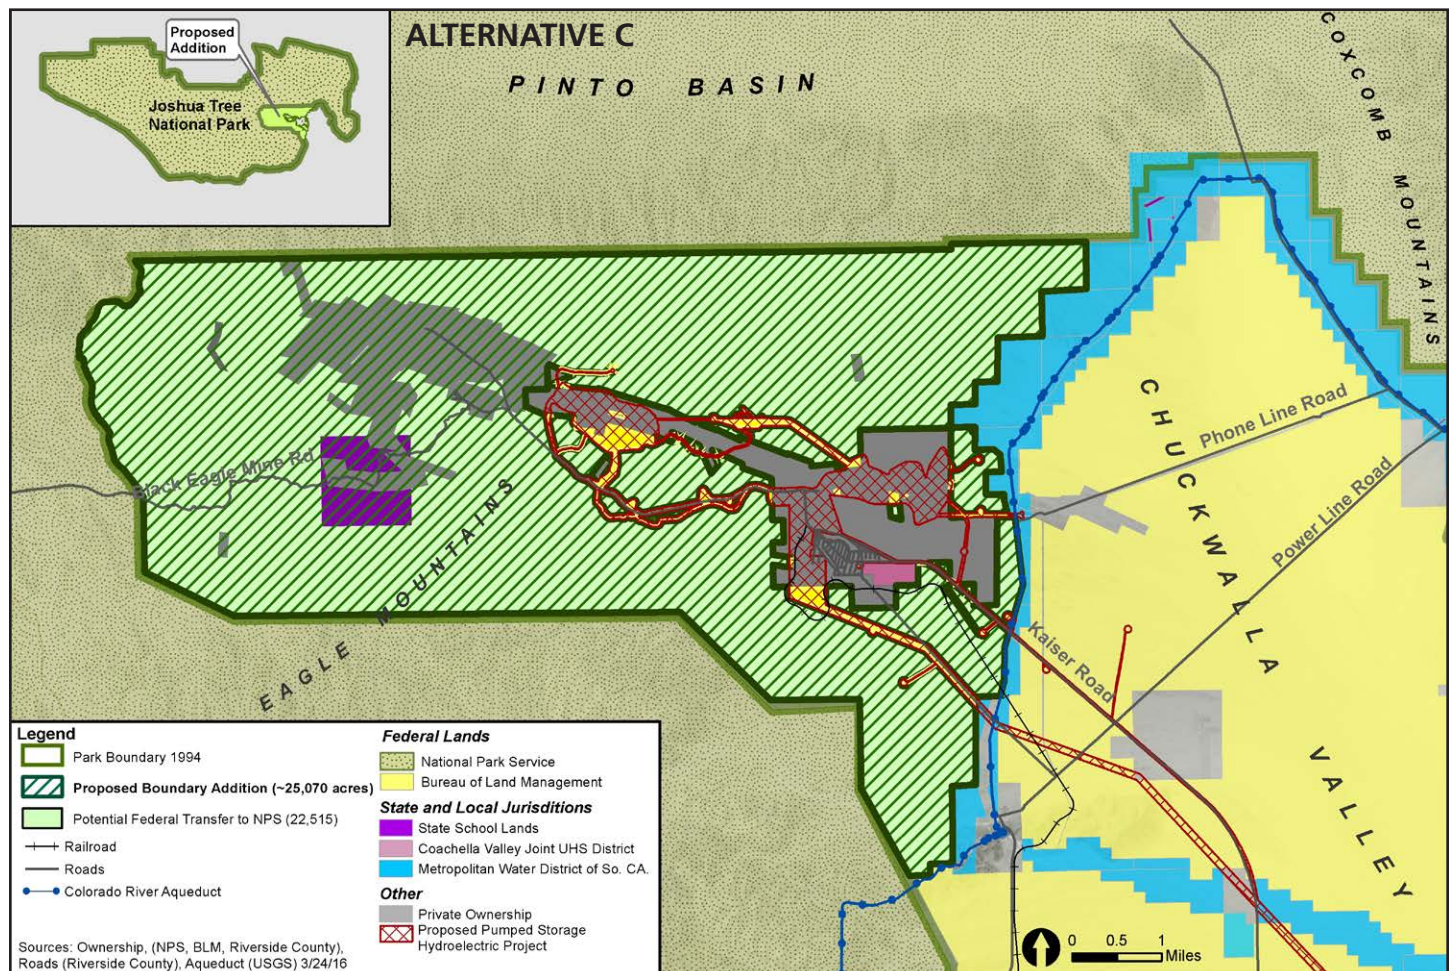 ALTERNATIVE C
Proposed
Addition
Joshua Tree
National Park
PINTO BASIN
COXCOMB MOUNTAINS
CHUCKWALLA VALLEY
Phone Line Road
Power Line Road
Kaiser Road
Black Eagle Mine Rd
EAGLE MOUNTAINS
Legend
Park Boundary 1994
Proposed Boundary Addition (~25,070 acres)
Potential Federal Transfer to NPS (22,515)
Railroad
Roads
Colorado River Aqueduct
Sources: Ownership, (NPS, BLM, Riverside County),
Roads (Riverside County), Aqueduct (USGS) 3/24/16
Federal Lands
National Park Service
Bureau of Land Management
State and Local Jurisditions
State School Lands
Coachella Valley Joint UHS District
Metropolitan Water District of So. CA.
Other
Private Ownership
Proposed Pumped Storage
Hydroelectric Project
0 0.5 1
Miles